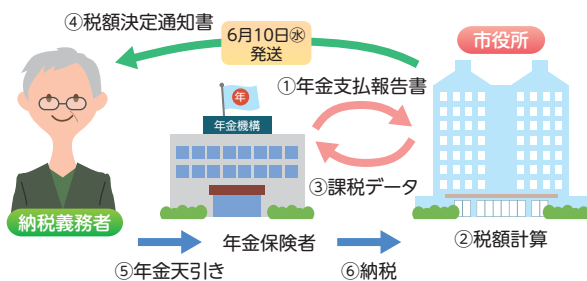 ④税額決定通知書
6月10日㊌
発送
市役所
①年金支払報告書
年
年金機構
③課税データ
納税義務者
年金保険者
②税額計算
⑤年金天引き
⑥納税